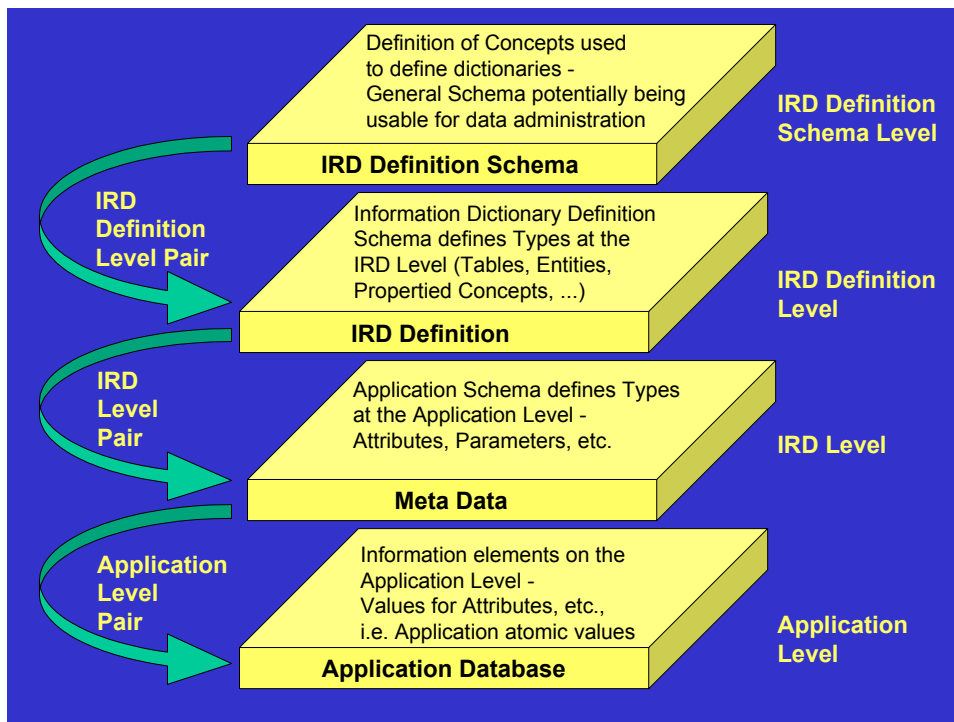 Definition of Concepts used
to define dictionaries -
General Schema potentially being
usable for data administration
IRD Definition Schema
IRD Definition
Schema Level
IRD
Definition
Level Pair
Information Dictionary Definition
Schema defines Types at the
IRD Level (Tables, Entities,
Propertied Concepts, ...)
IRD Definition
IRD Definition
Level
IRD
Level
Pair
Application Schema defines Types
at the Application Level -
Attributes, Parameters, etc.
Meta Data
IRD Level
Application
Level
Pair
Information elements on the
Application Level -
Values for Attributes, etc.,
i.e. Application atomic values
Application Database
Application
Level